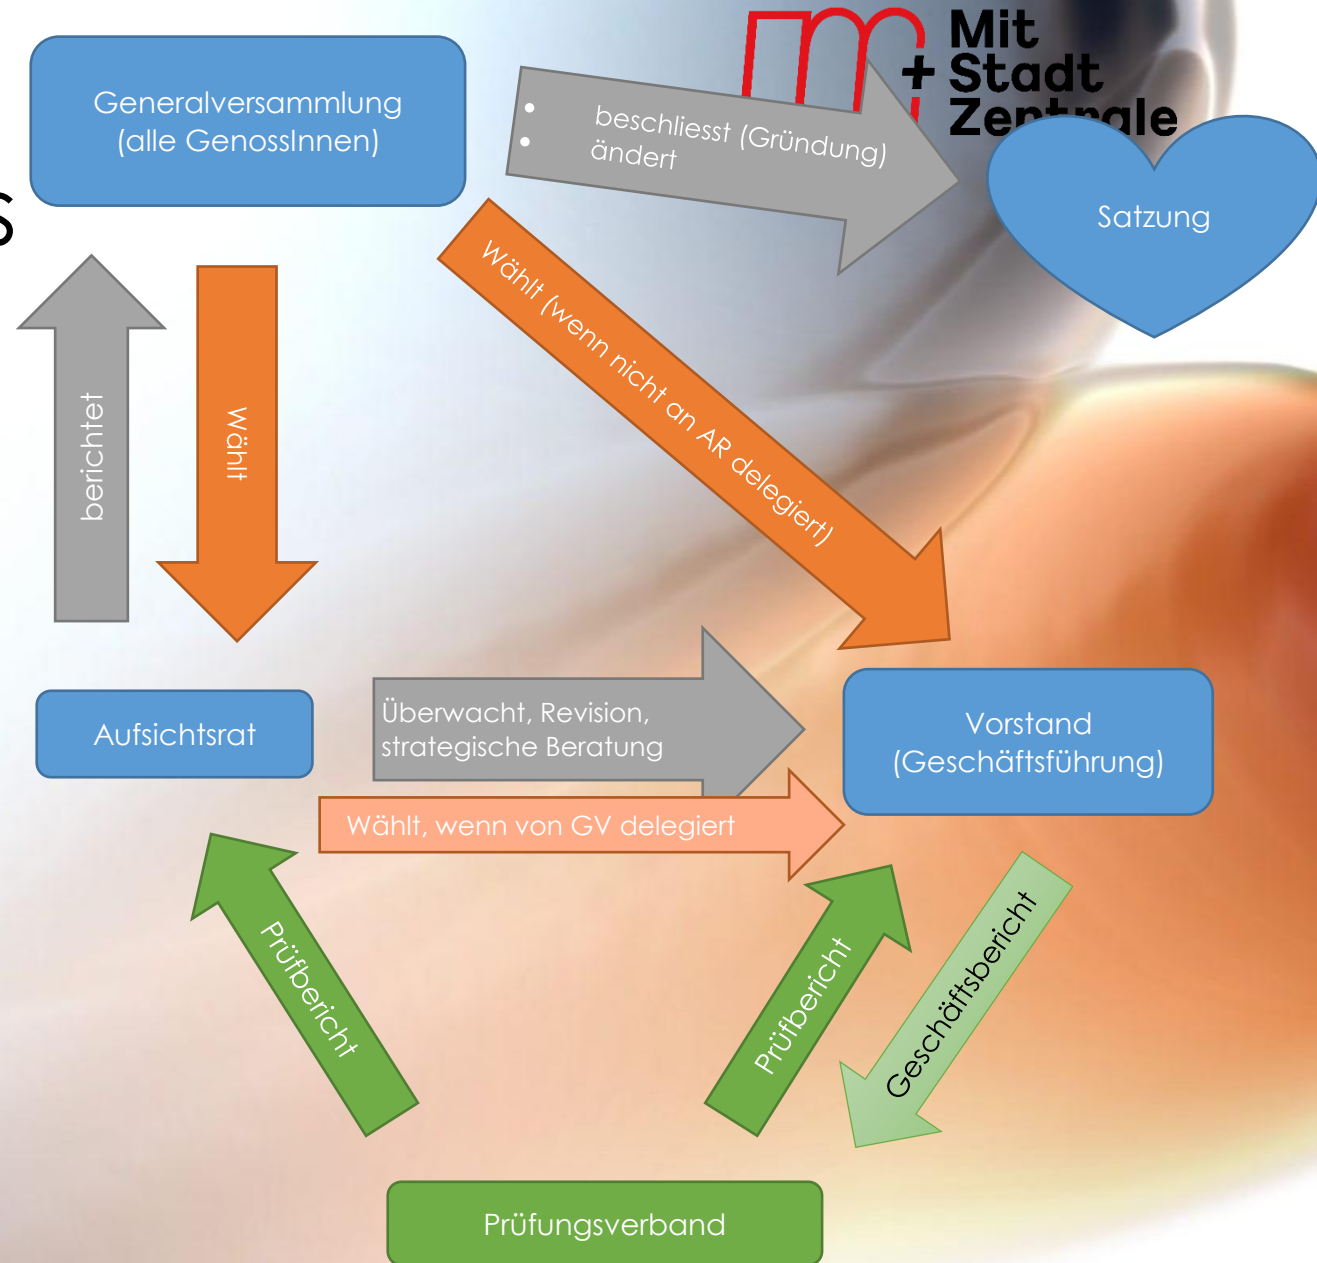 Mit
+ Stadt
Zentrale
Generalversammlung
(alle GenossInnen)
• beschliesst (Gründung)
• ändert
Satzung
s
Wählt (wenn nicht an AR delegiert)
berichtet
Wählt
Aufsichtsrat
Überwacht, Revision,
strategische Beratung
Vorstand
(Geschäftsführung)
Wählt, wenn von GV delegiert
Prüfbericht
Prüfbericht
Geschäftsbericht
Prüfungsverband